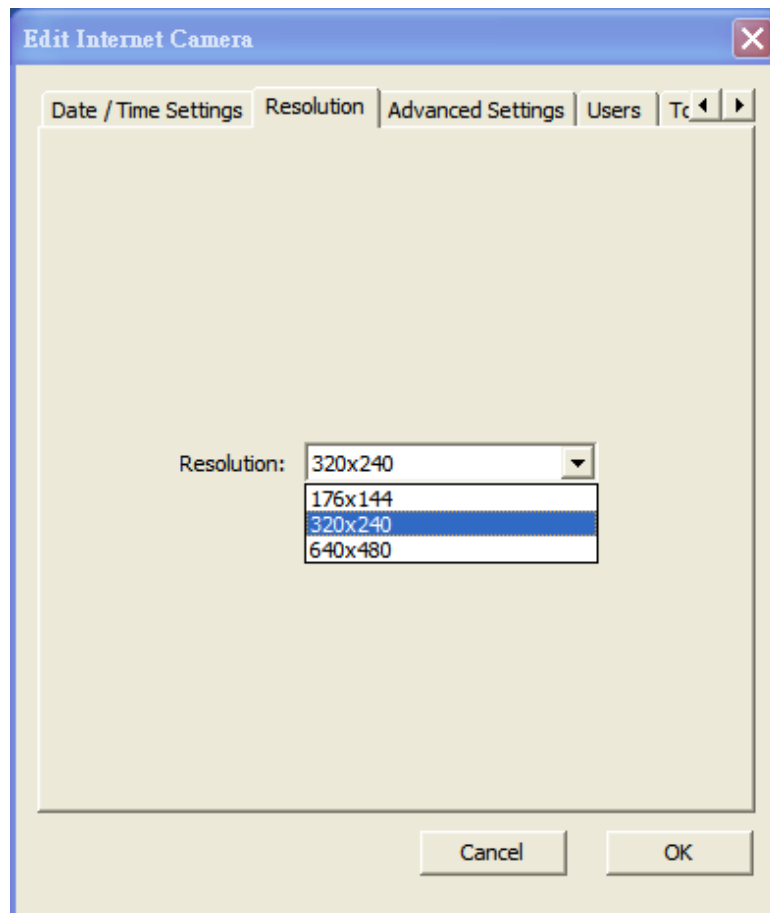 Edit Internet Camera
Date / Time Settings Resolution Advanced Settings Users
Resolution: 320x240
176x144
320x240
640x480
Cancel OK